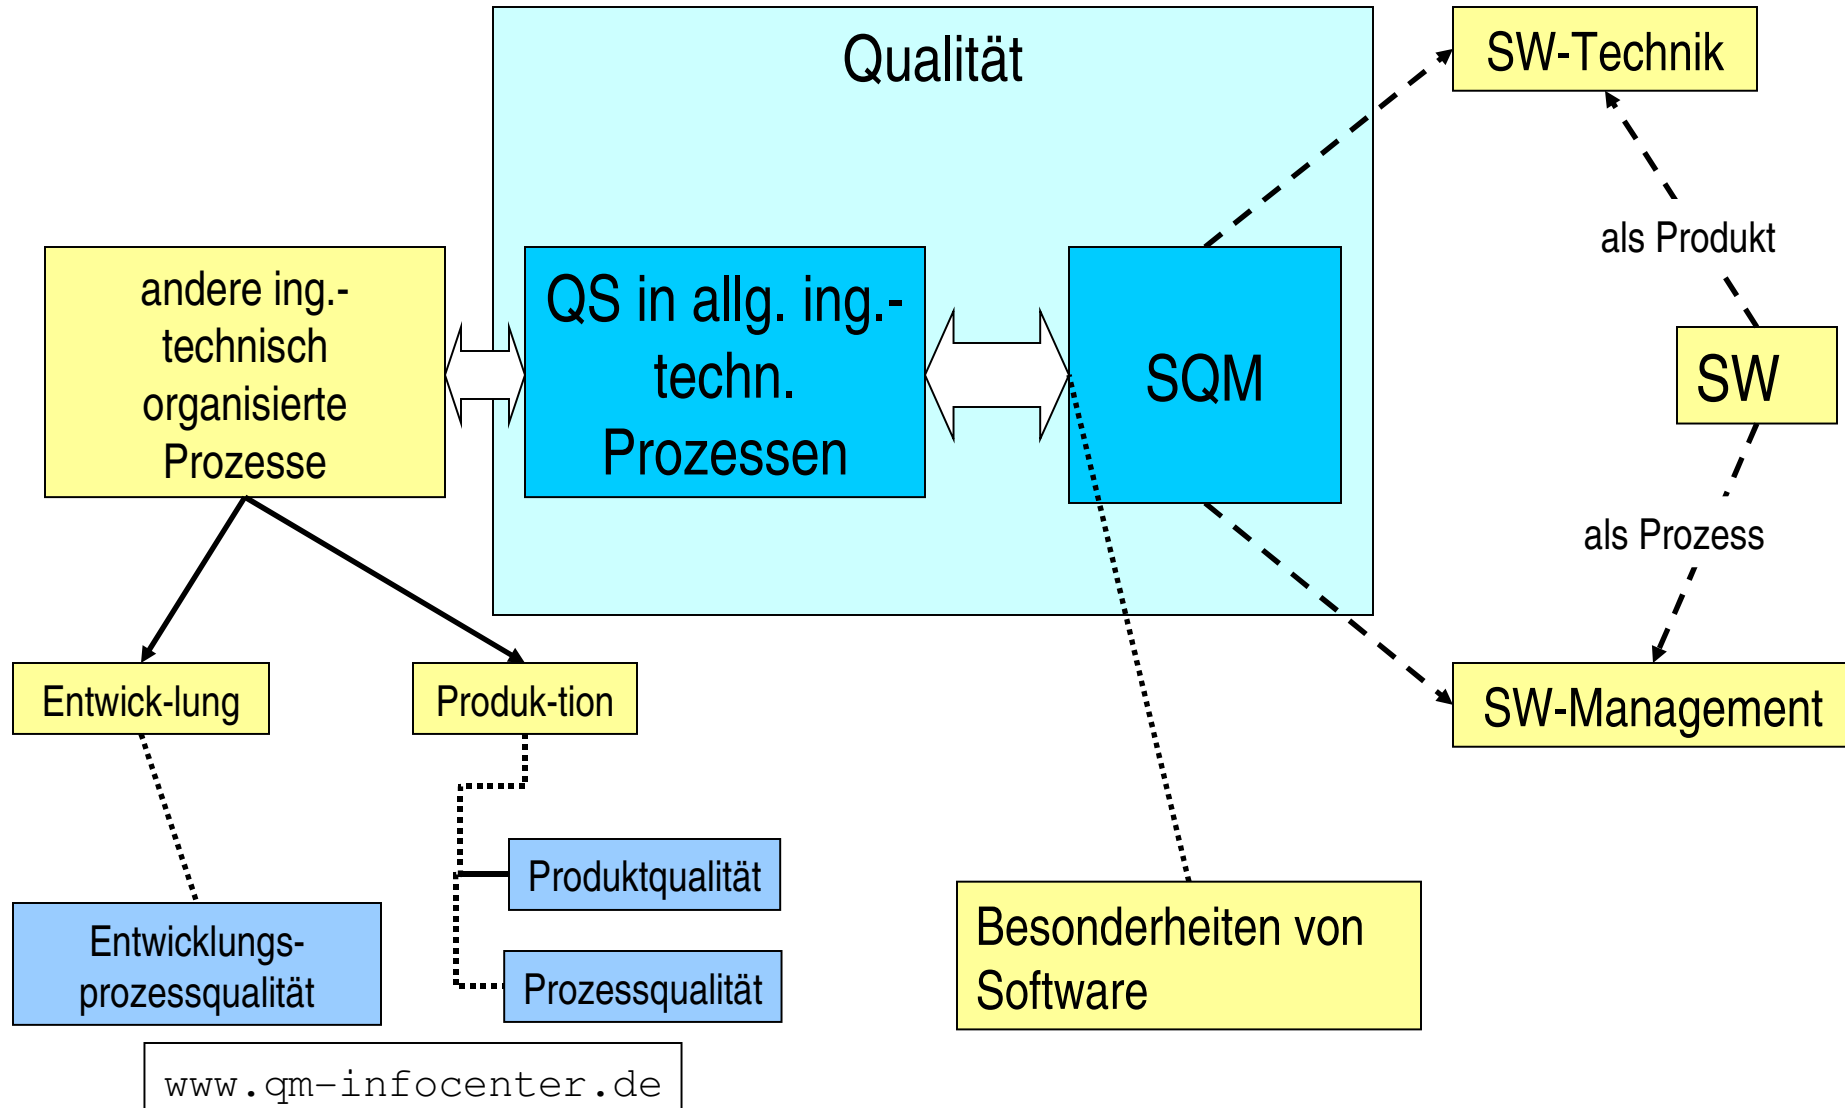 Qualität
SW-Technik
als Produkt
andere ing.-
technisch
organisierte
Prozesse
QS in allg. ing.-
techn.
Prozessen
SQM
SW
als Prozess
Entwick-lung
Produk-tion
SW-Management
Produktqualität
Entwicklungs-
prozessqualität
Prozessqualität
Besonderheiten von
Software
www.qm-infocenter.de